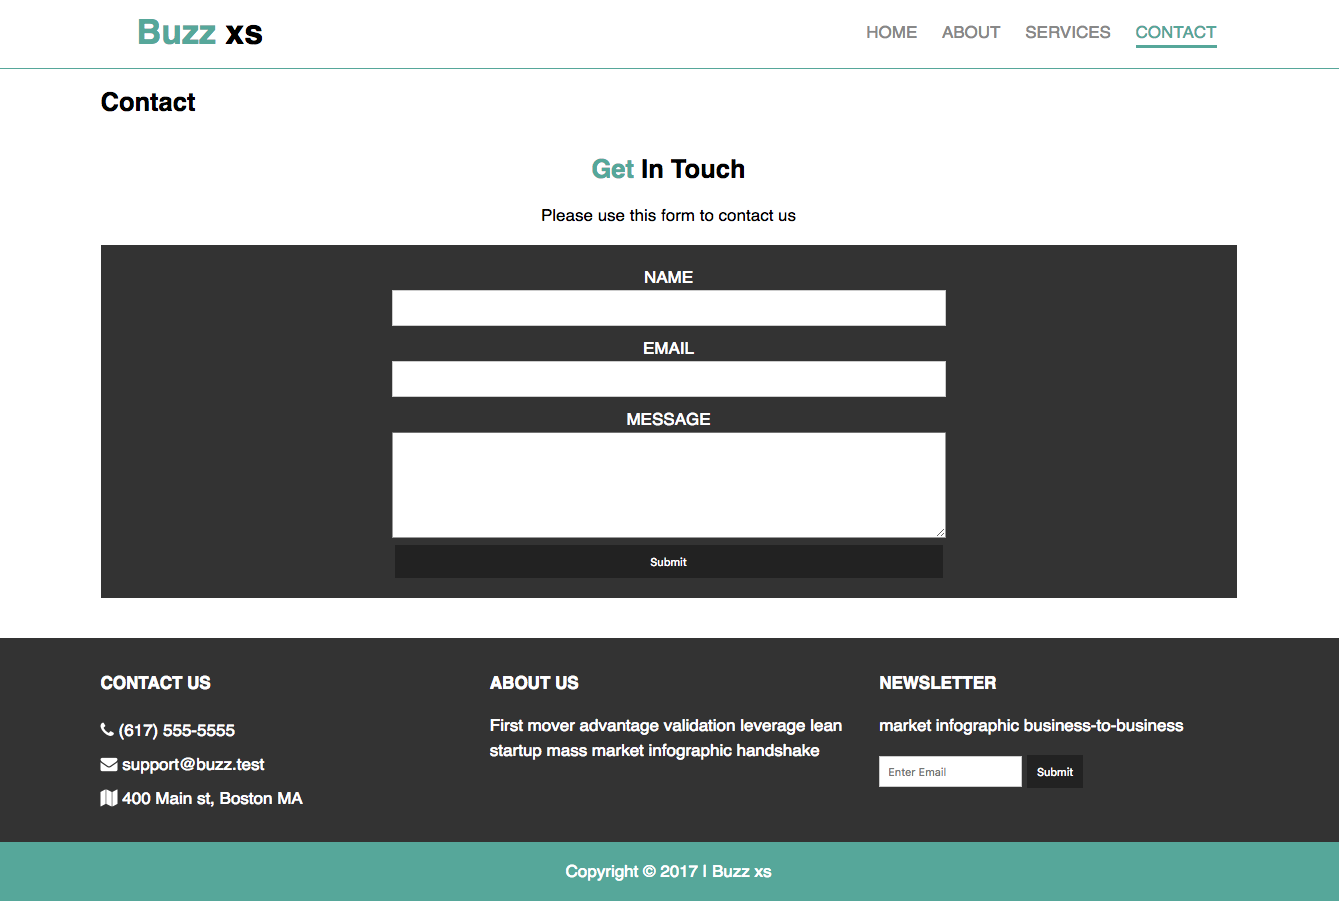 Buzz xs
HOME ABOUT SERVICES CONTACT
Contact
Get In Touch
Please use this form to contact us
NAME
EMAIL
MESSAGE
Submit
CONTACT US
(617) 555-5555
support@buzz.test
400 Main st, Boston MA
ABOUT US
First mover advantage validation leverage lean
startup mass market infographic handshake
NEWSLETTER
market infographic business-to-business
Enter Email Submit
Copyright © 2017 | Buzz xs